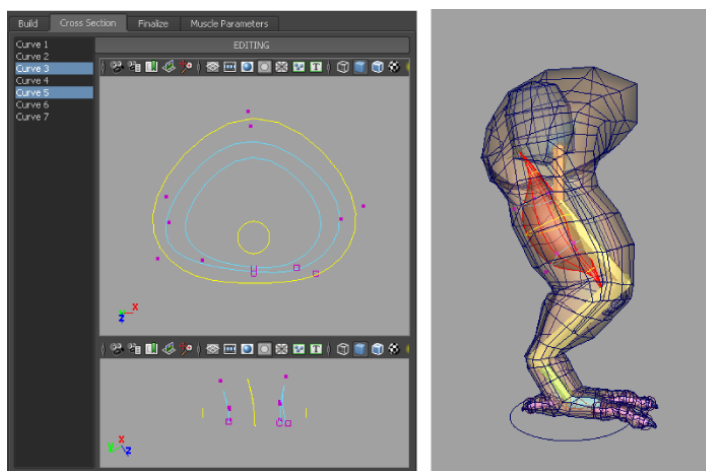 Build Cross Section Finalize Muscle Parameters
Curve 1
Curve 2
Curve 3
Curve 4
Curve 5
Curve 6
Curve 7
EDITING
T T
X
Z
T T
Y X
Z